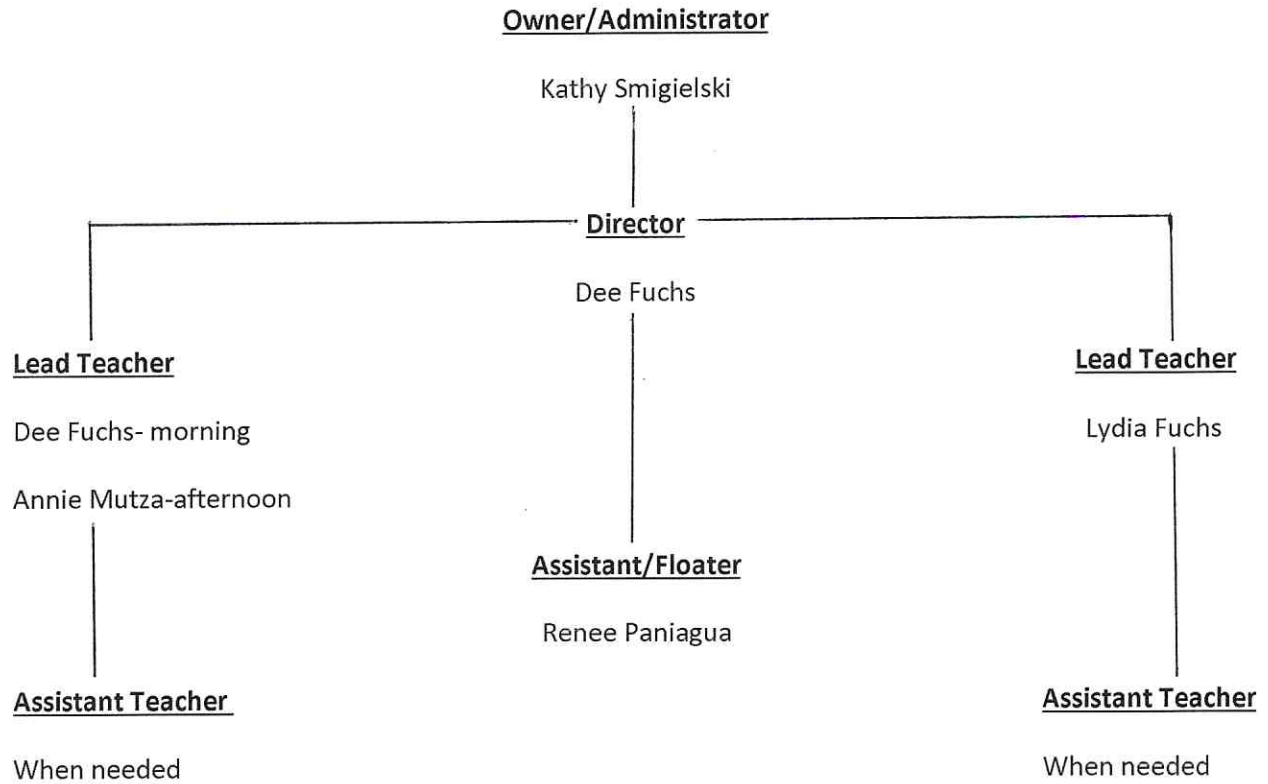 Owner/Administrator
Kathy Smigielski
Director
Dee Fuchs
Lead Teacher
Dee Fuchs- morning
Annie Mutza-afternoon
Assistant Teacher
When needed
Assistant/Floater
Renee Paniagua
Lead Teacher
Lydia Fuchs
Assistant Teacher
When needed